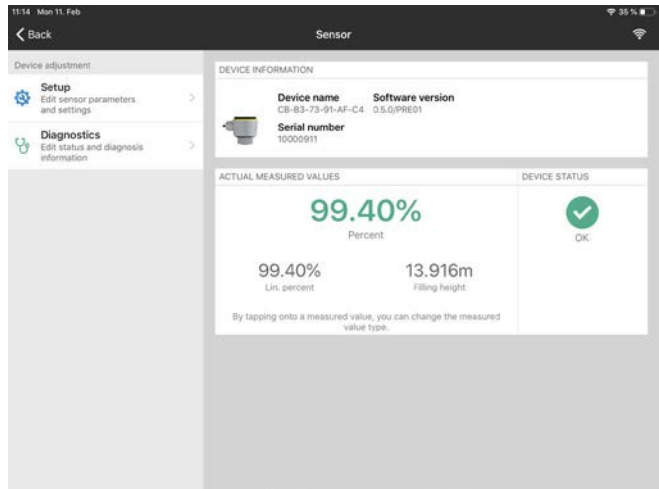 11:14 Mon 11. Feb 35 %
Back Sensor
Device adjustment
Setup
Edit sensor parameters
and settings
Diagnostics
Edit status and diagnosis
information
DEVICE INFORMATION
Device name Software version
CB-B3-73-91-AF-C4 0.5.0/PRE01
Serial number
10000911
ACTUAL MEASURED VALUES DEVICE STATUS
99.40%
Percent
OK
99.40% 13.916m
Lin. percent Filling height
By tapping onto a measured value, you can change the measured
value type.